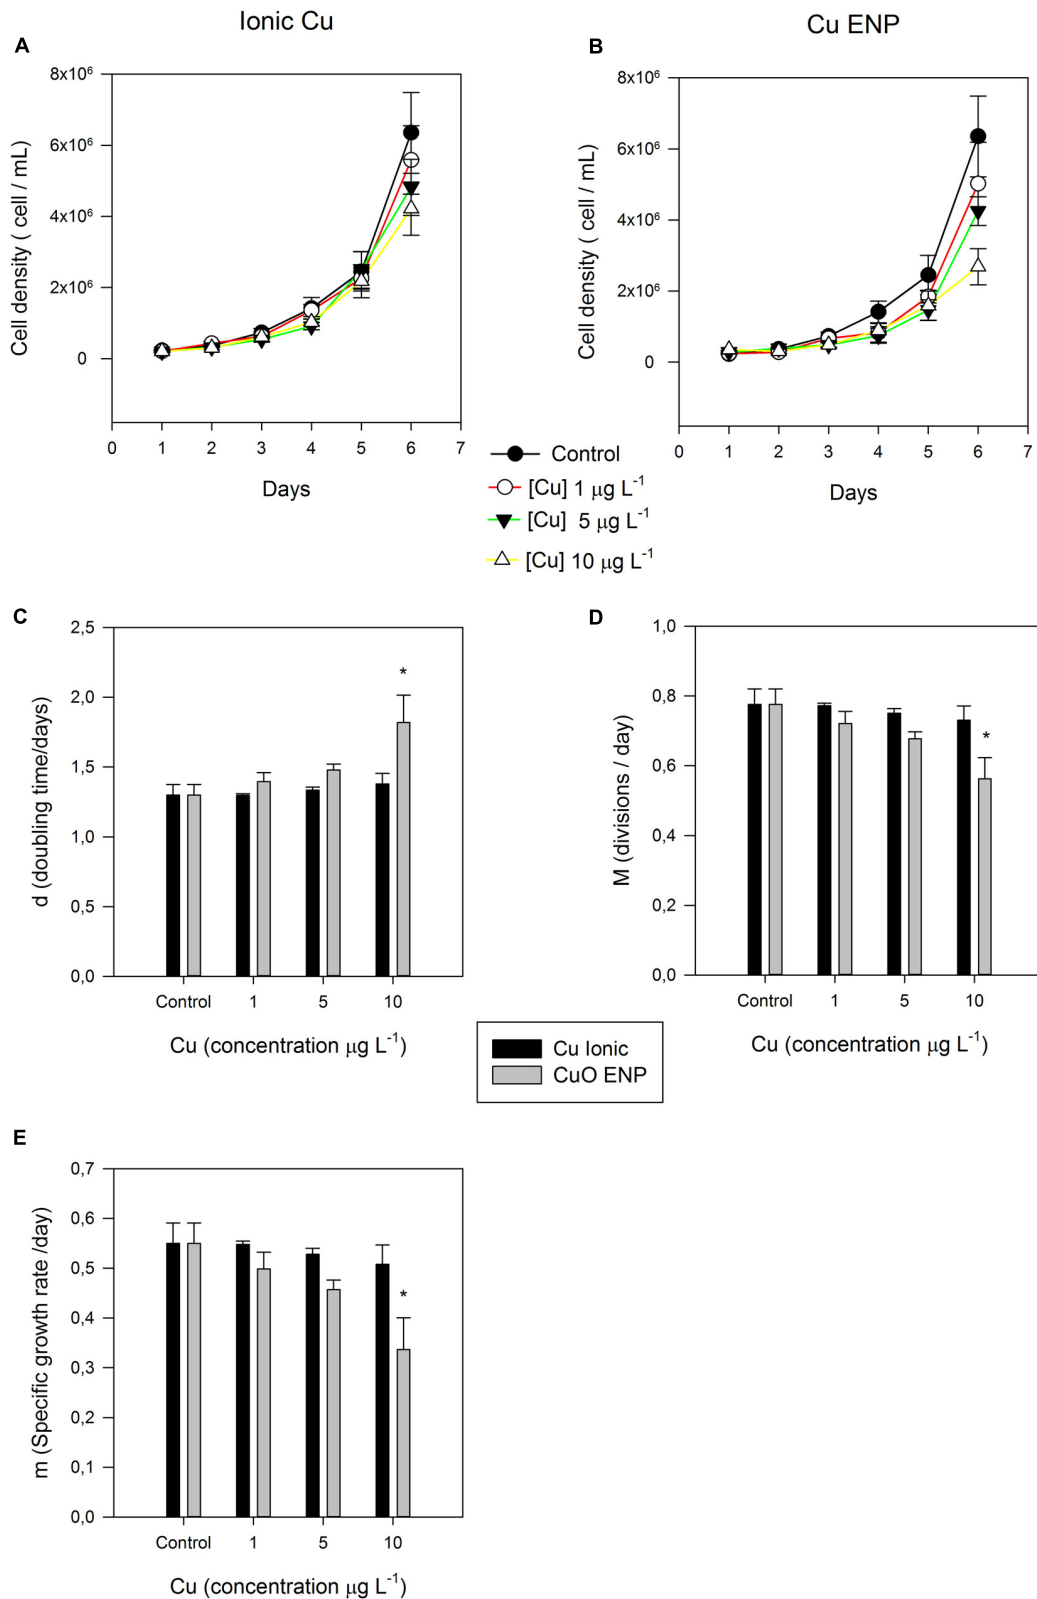 Ionic Cu
Cu ENP
A
B
8x10⁶
6x10⁶
4x10⁶
2x10⁶
0
Cell density ( cell / mL)
0 1 2 3 4 5 6 7
Days
8x10⁶
6x10⁶
4x10⁶
2x10⁶
0
Cell density ( cell / mL)
0 1 2 3 4 5 6 7
Days
Control
[Cu] 1 µg L⁻¹
[Cu] 5 µg L⁻¹
[Cu] 10 µg L⁻¹
C
2,5
2,0
1,5
1,0
0,5
0,0
d (doubling time/days)
*
Control 1 5 10
Cu (concentration µg L⁻¹)
D
1,0
0,8
0,6
0,4
0,2
0,0
M (divisions / day)
*
Control 1 5 10
Cu (concentration µg L⁻¹)
Cu Ionic
CuO ENP
E
0,7
0,6
0,5
0,4
0,3
0,2
0,1
0,0
m (Specific growth rate /day)
*
Control 1 5 10
Cu (concentration µg L⁻¹)